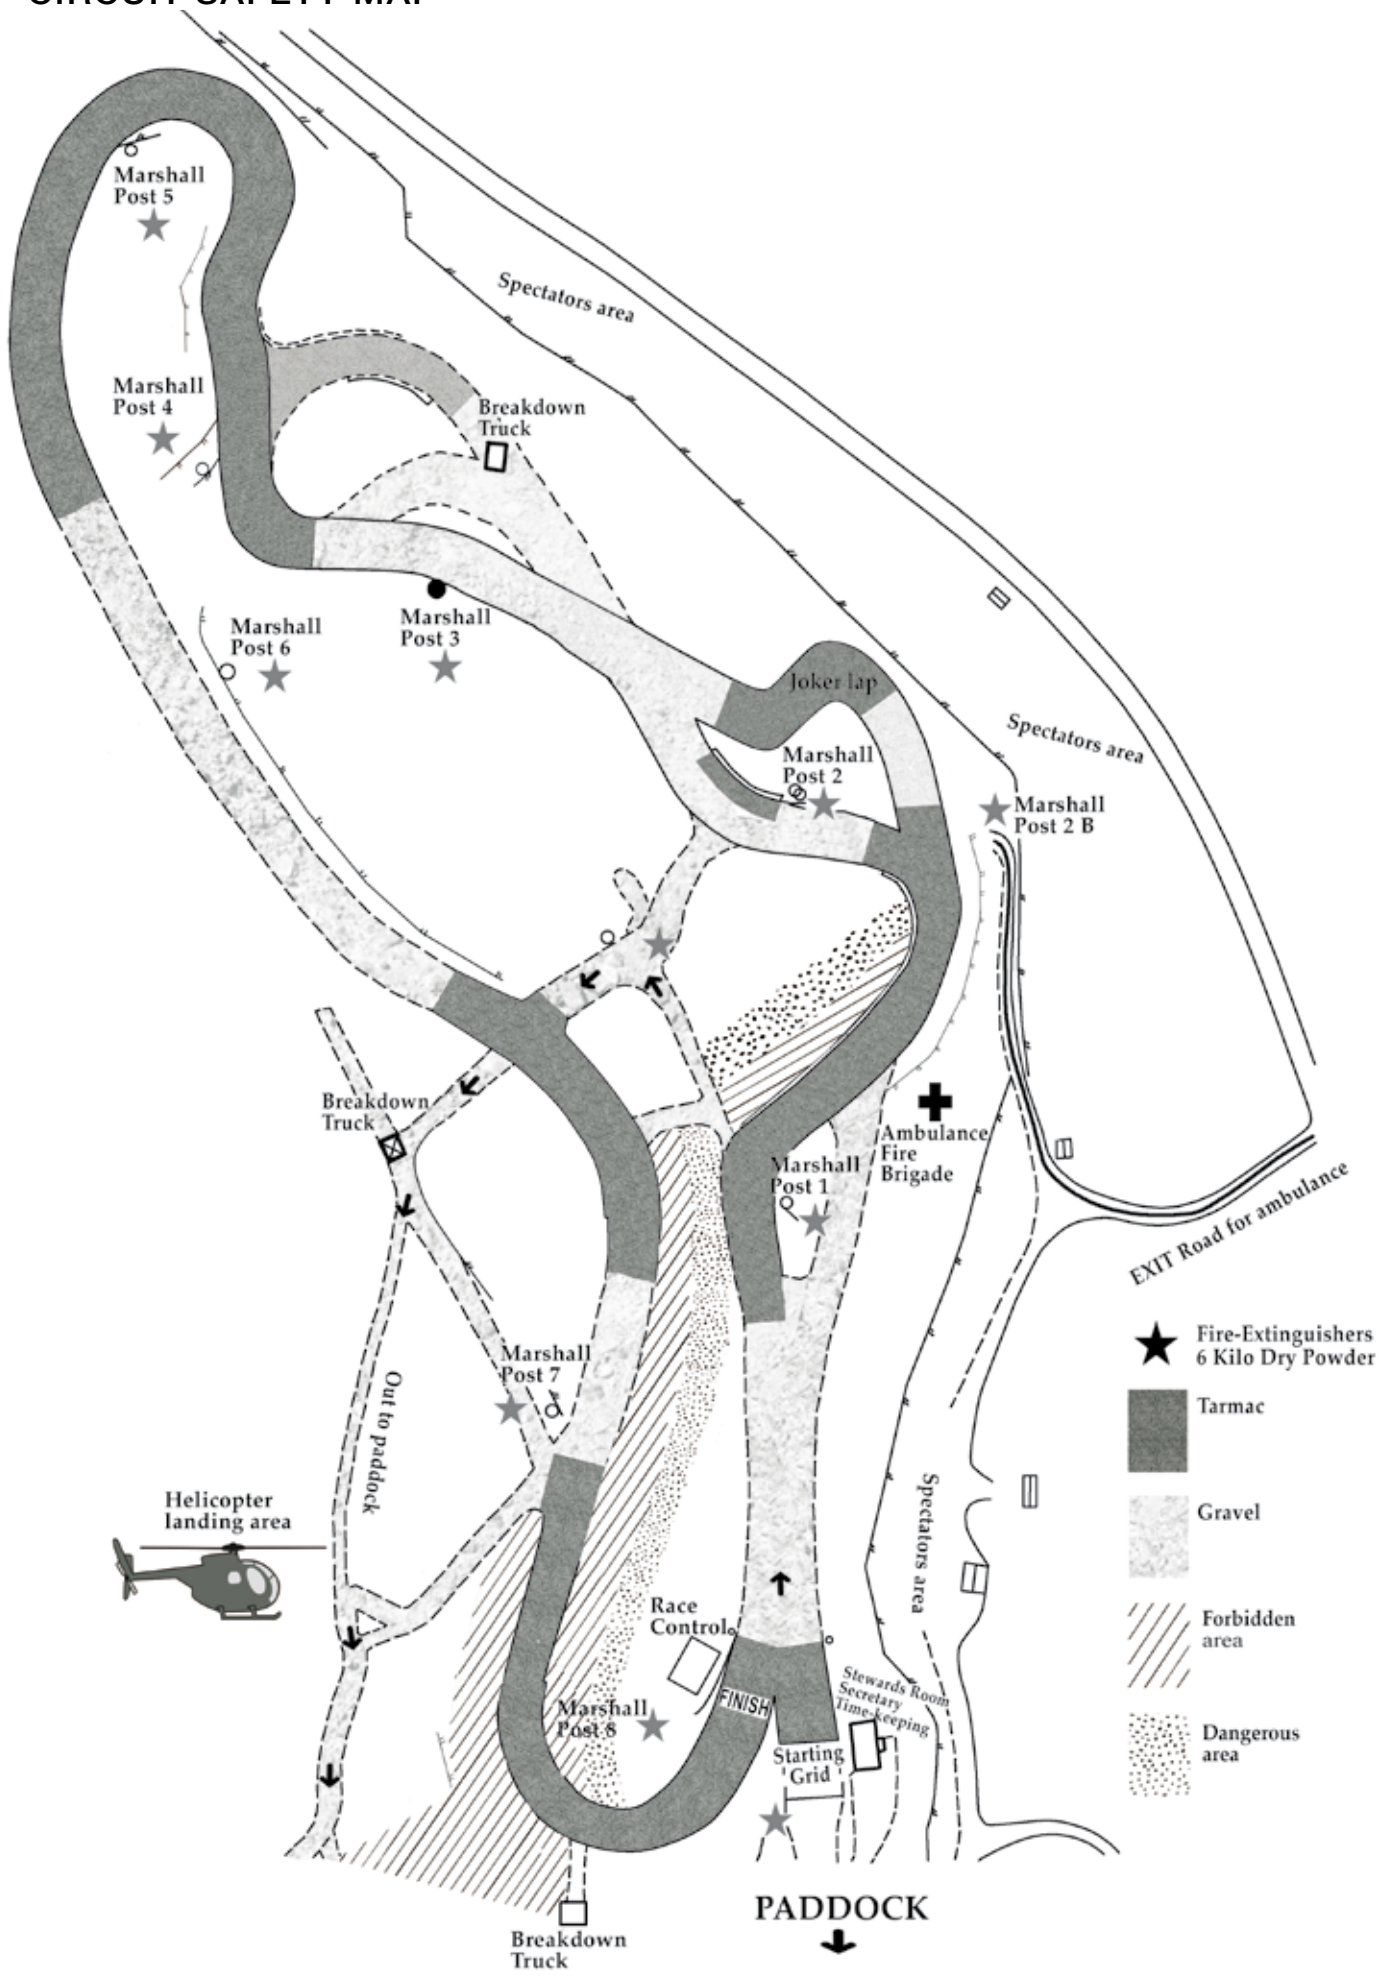 CIRCUIT SAFETY MAP
Marshall
Post 5
Spectators area
Marshall
Post 4
Breakdown
Truck
Marshall
Post 3
Marshall
Post 6
Joker lap
Spectators area
Marshall
Post 2
Marshall
Post 2 B
Breakdown
Truck
Ambulance
Fire
Brigade
Marshall
Post 1
EXIT Road for ambulance
Fire-Extinguishers
6 Kilo Dry Powder
Tarmac
Marshall
Post 7
Out to paddock
Spectators area
Helicopter
landing area
Gravel
Race
Control
Forbidden
area
Stewards Room
Secretary
Time-keeping
FINISH
Marshall
Post 8
Starting
Grid
Dangerous
area
PADDOCK
Breakdown
Truck